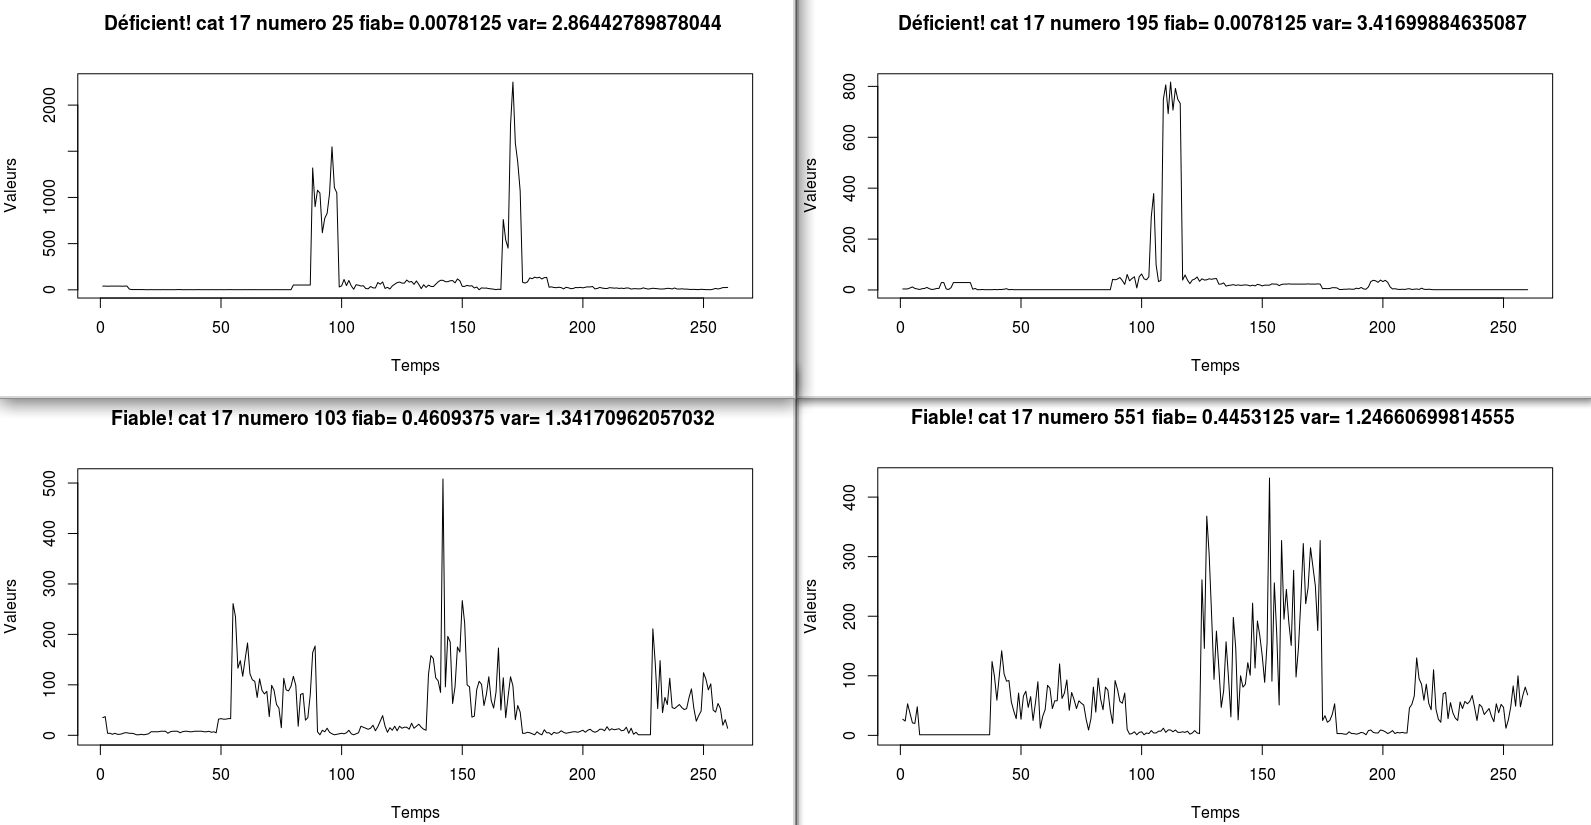 Déficient! cat 17 numero 25 fiab= 0.0078125 var= 2.86442789878044
Valeurs
2000
1000
500
0
0 50 100 150 200 250
Temps
Déficient! cat 17 numero 195 fiab= 0.0078125 var= 3.41699884635087
Valeurs
800
600
400
200
0
0 50 100 150 200 250
Temps
Fiable! cat 17 numero 103 fiab= 0.4609375 var= 1.34170962057032
Valeurs
500
400
300
200
100
0
0 50 100 150 200 250
Temps
Fiable! cat 17 numero 551 fiab= 0.4453125 var= 1.24660699814555
Valeurs
400
300
200
100
0
0 50 100 150 200 250
Temps